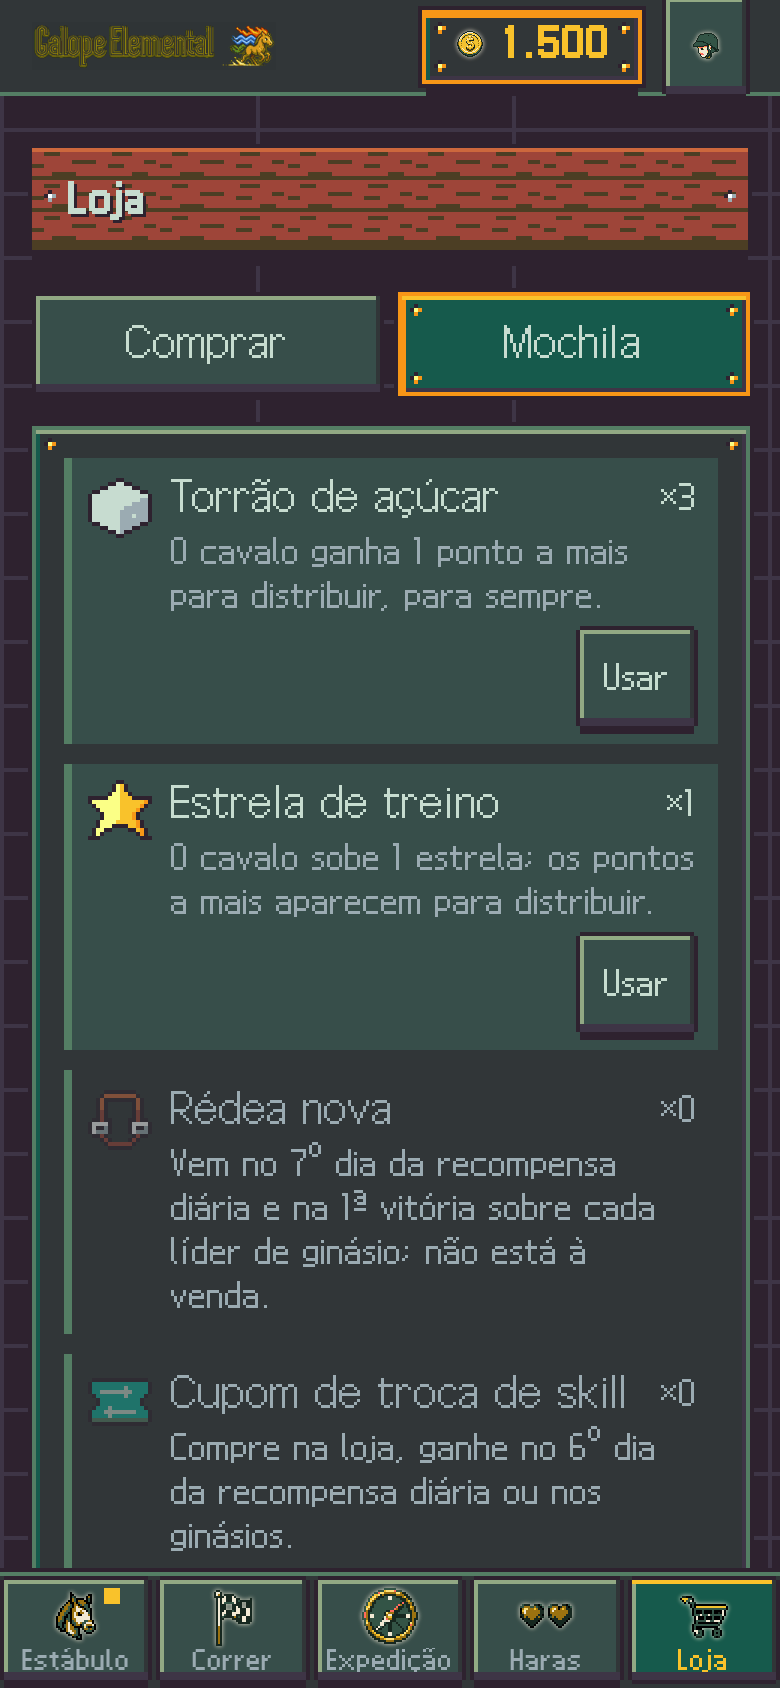 Galope Elemental
1.500
Loja
Comprar
Mochila
Torrão de açúcar ×3
O cavalo ganha 1 ponto a mais
para distribuir, para sempre.
Usar
Estrela de treino ×1
O cavalo sobe 1 estrela; os pontos
a mais aparecem para distribuir.
Usar
Rédea nova ×0
Vem no 7º dia da recompensa
diária e na 1ª vitória sobre cada
líder de ginásio; não está à
venda.
Cupom de troca de skill ×0
Compre na loja, ganhe no 6º dia
da recompensa diária ou nos
ginásios.
Estábulo
Correr
Expedição
Haras
Loja